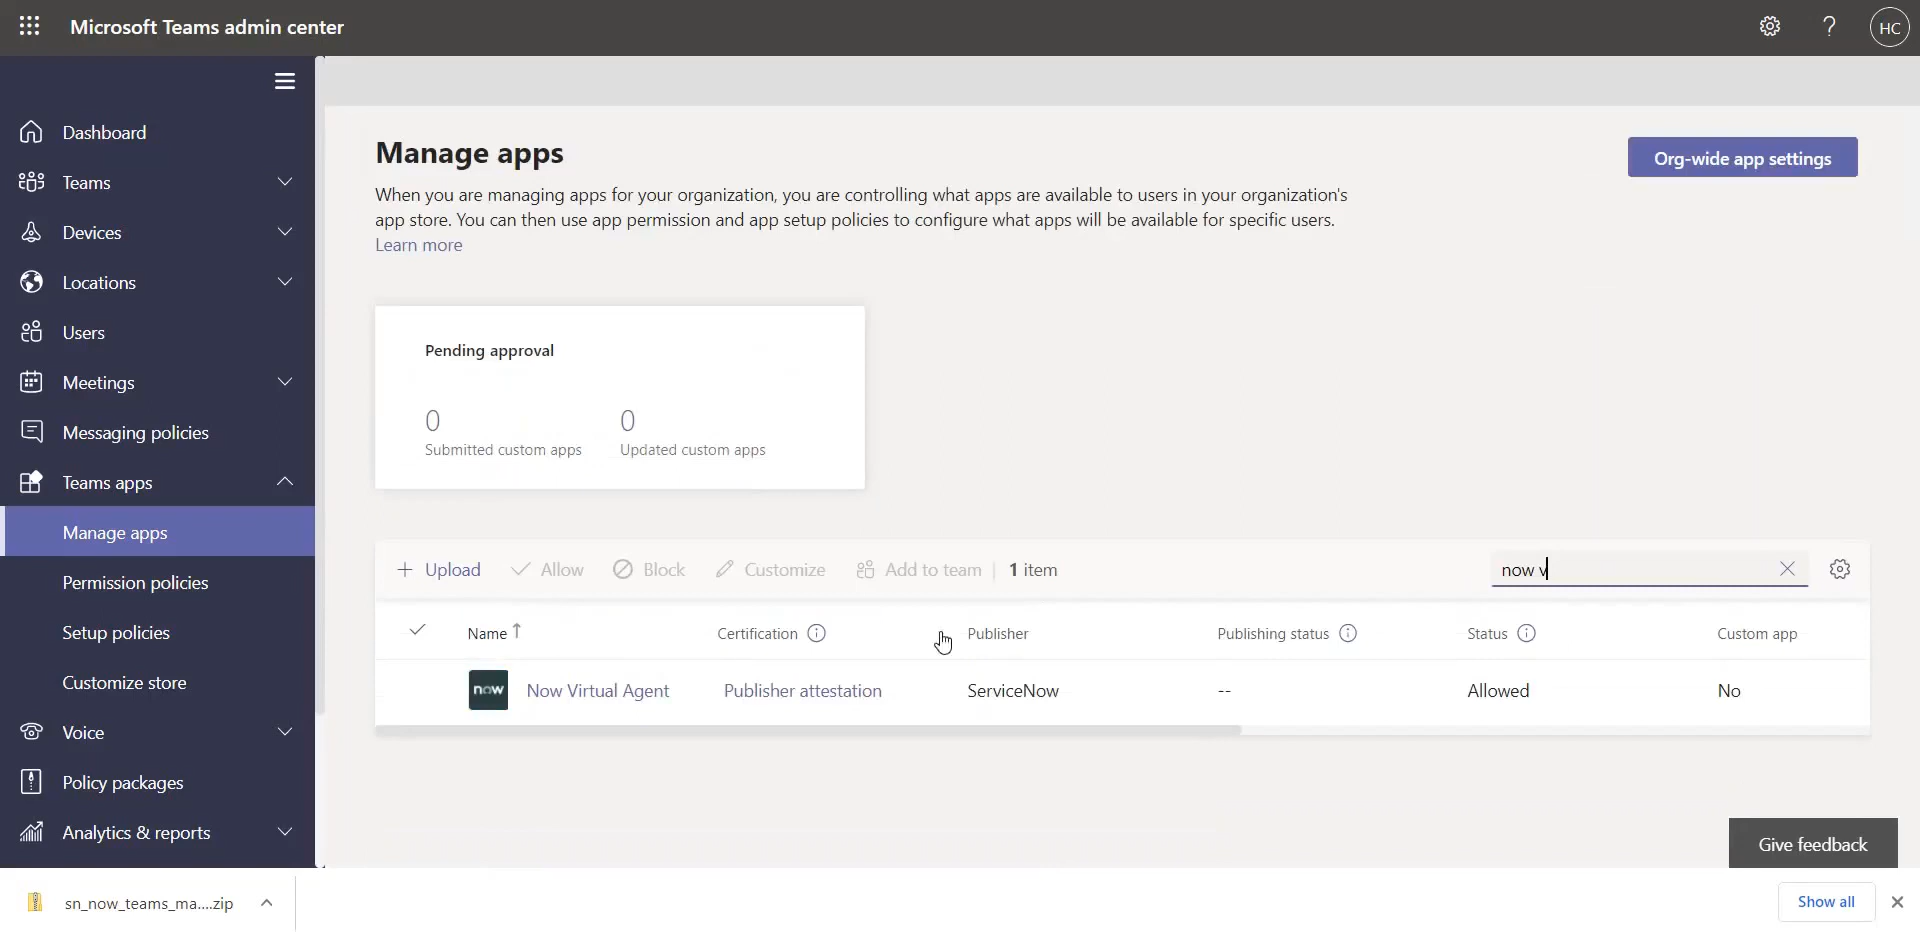 Microsoft Teams admin center
?
HC
Dashboard
Teams
Devices
Locations
Users
Meetings
Messaging policies
Teams apps
Manage apps
Permission policies
Setup policies
Customize store
Voice
Policy packages
Analytics & reports
Manage apps
Org-wide app settings
When you are managing apps for your organization, you are controlling what apps are available to users in your organization's
app store. You can then use app permission and app setup policies to configure what apps will be available for specific users.
Learn more
Pending approval
0 0
Submitted custom apps Updated custom apps
+ Upload Allow Block Customize Add to team | 1 item now v
Name ↑ Certification Publisher Publishing status Status Custom app
now Now Virtual Agent Publisher attestation ServiceNow -- Allowed No
Give feedback
sn_now_teams_ma....zip Show all